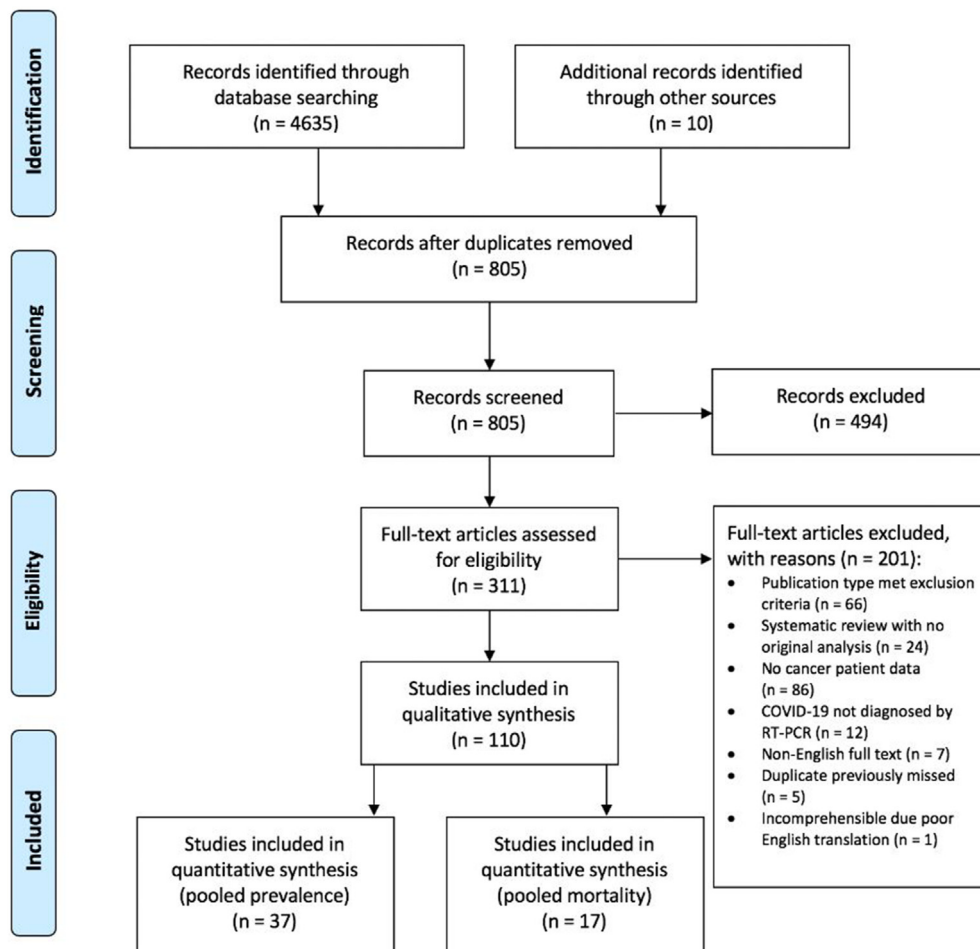 Identification
Records identified through
database searching
(n = 4635)
Additional records identified
through other sources
(n = 10)
Records after duplicates removed
(n = 805)
Screening
Records screened
(n = 805)
Records excluded
(n = 494)
Eligibility
Full-text articles assessed
for eligibility
(n = 311)
Full-text articles excluded,
with reasons (n = 201):
• Publication type met exclusion
criteria (n = 66)
• Systematic review with no
original analysis (n = 24)
• No cancer patient data
(n = 86)
• COVID-19 not diagnosed by
RT-PCR (n = 12)
• Non-English full text (n = 7)
• Duplicate previously missed
(n = 5)
• Incomprehensible due poor
English translation (n = 1)
Studies included in
qualitative synthesis
(n = 110)
Included
Studies included in
quantitative synthesis
(pooled prevalence)
(n = 37)
Studies included in
quantitative synthesis
(pooled mortality)
(n = 17)